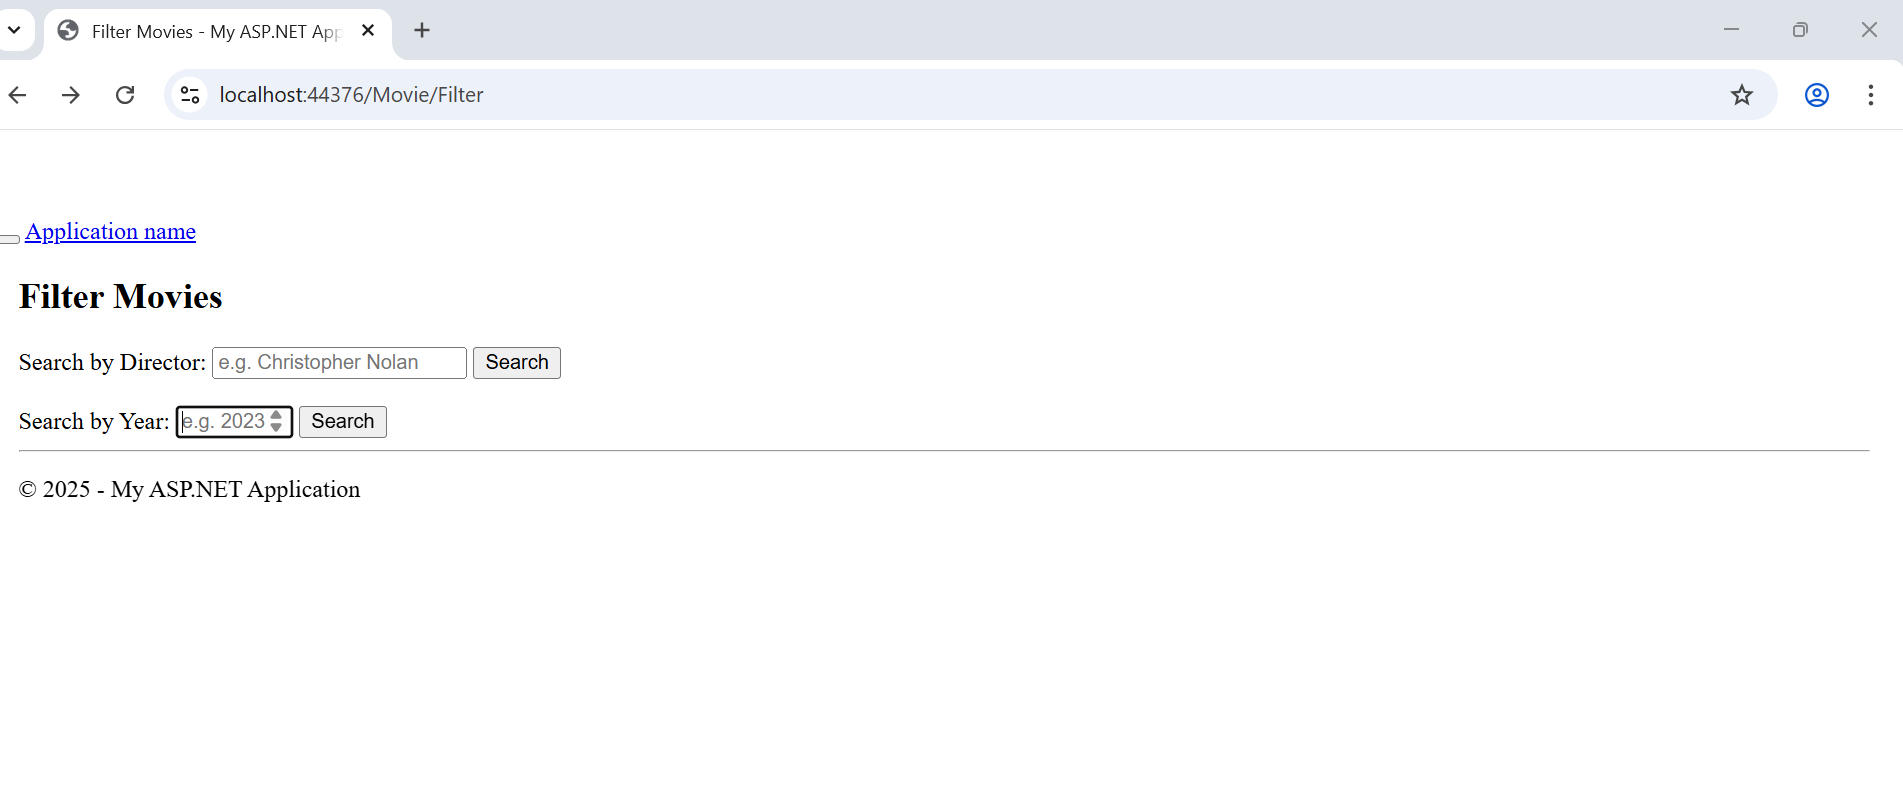 Filter Movies - My ASP.NET App
localhost:44376/Movie/Filter
Application name
Filter Movies
Search by Director: e.g. Christopher Nolan Search
Search by Year: e.g. 2023 Search
© 2025 - My ASP.NET Application